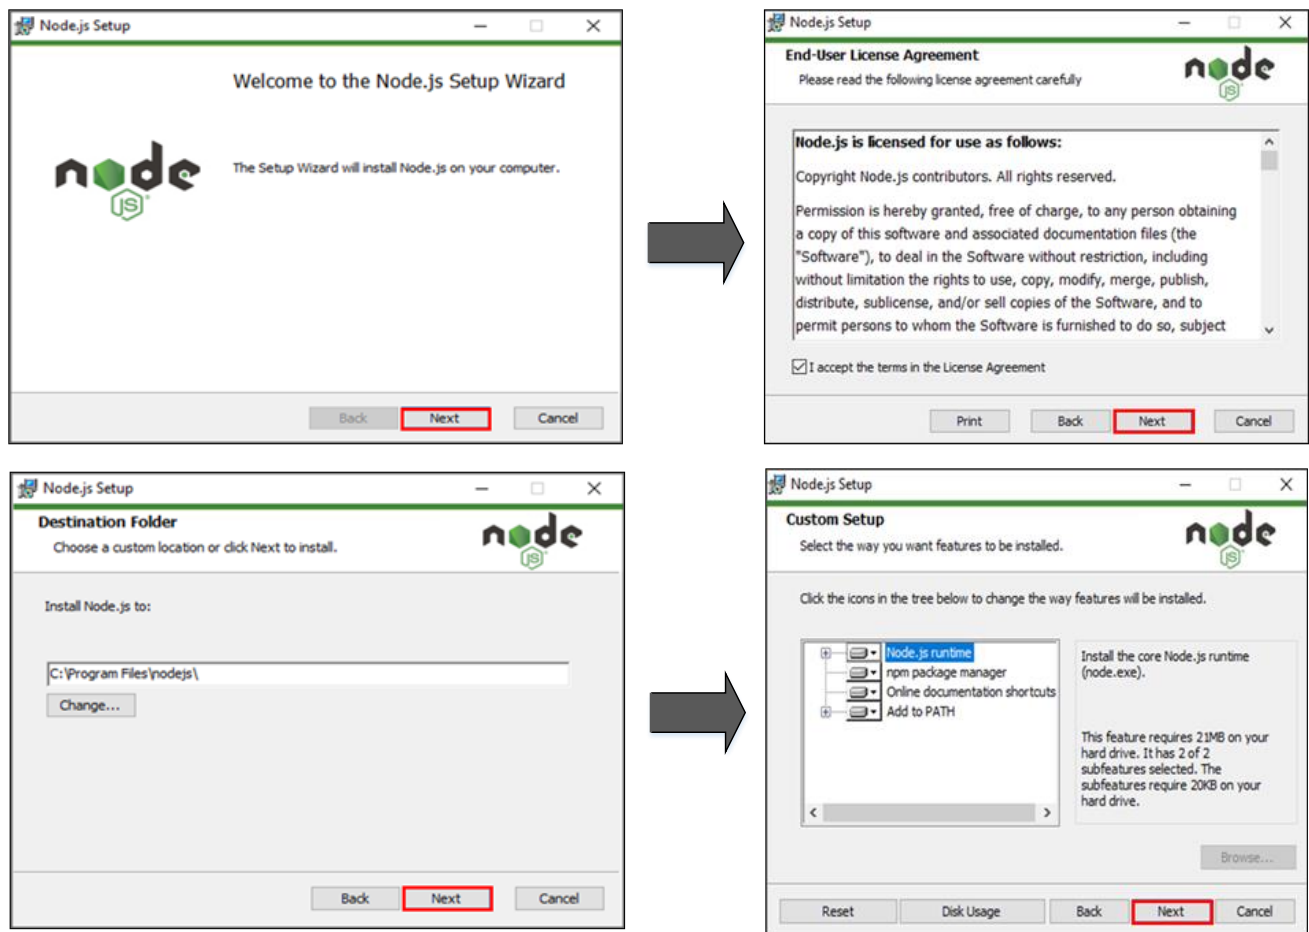 Node.js Setup
Welcome to the Node.js Setup Wizard
node
JS
The Setup Wizard will install Node.js on your computer.
Back
Next
Cancel
Node.js Setup
End-User License Agreement
Please read the following license agreement carefully
node
JS
Node.js is licensed for use as follows:
Copyright Node.js contributors. All rights reserved.
Permission is hereby granted, free of charge, to any person obtaining
a copy of this software and associated documentation files (the
"Software"), to deal in the Software without restriction, including
without limitation the rights to use, copy, modify, merge, publish,
distribute, sublicense, and/or sell copies of the Software, and to
permit persons to whom the Software is furnished to do so, subject
I accept the terms in the License Agreement
Print
Back
Next
Cancel
Node.js Setup
Destination Folder
Choose a custom location or click Next to install.
node
JS
Install Node.js to:
C:\Program Files\nodejs\
Change...
Back
Next
Cancel
Node.js Setup
Custom Setup
Select the way you want features to be installed.
node
JS
Click the icons in the tree below to change the way features will be installed.
Node.js runtime
npm package manager
Online documentation shortcuts
Add to PATH
Install the core Node.js runtime
(node.exe).
This feature requires 21MB on your
hard drive. It has 2 of 2
subfeatures selected. The
subfeatures require 20KB on your
hard drive.
Browse...
Reset
Disk Usage
Back
Next
Cancel